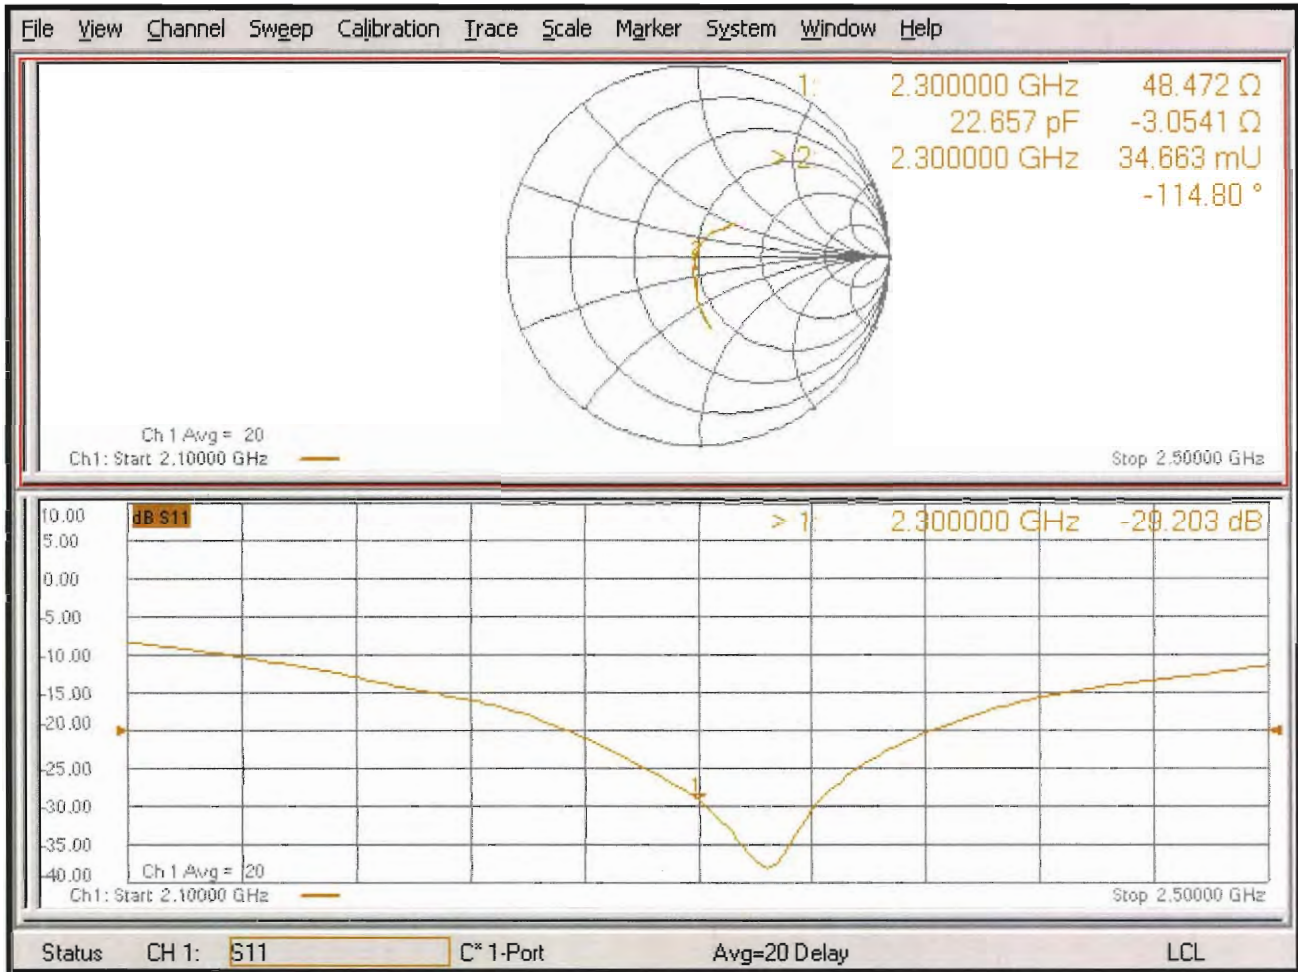 File View Channel Sweep Calibration Trace Scale Marker System Window Help
1: 2.300000 GHz 48.472 Ω
22.657 pF -3.0541 Ω
> 2: 2.300000 GHz 34.663 mU
-114.80 °
2
Ch 1 Avg = 20
Ch1: Start 2.10000 GHz
Stop 2.50000 GHz
dB S11
> 1: 2.300000 GHz -29.203 dB
10.00
5.00
0.00
-5.00
-10.00
-15.00
-20.00
-25.00
-30.00
-35.00
-40.00
1
Ch 1 Avg = 20
Ch1: Start 2.10000 GHz
Stop 2.50000 GHz
Status CH 1: S11 C* 1-Port Avg=20 Delay LCL